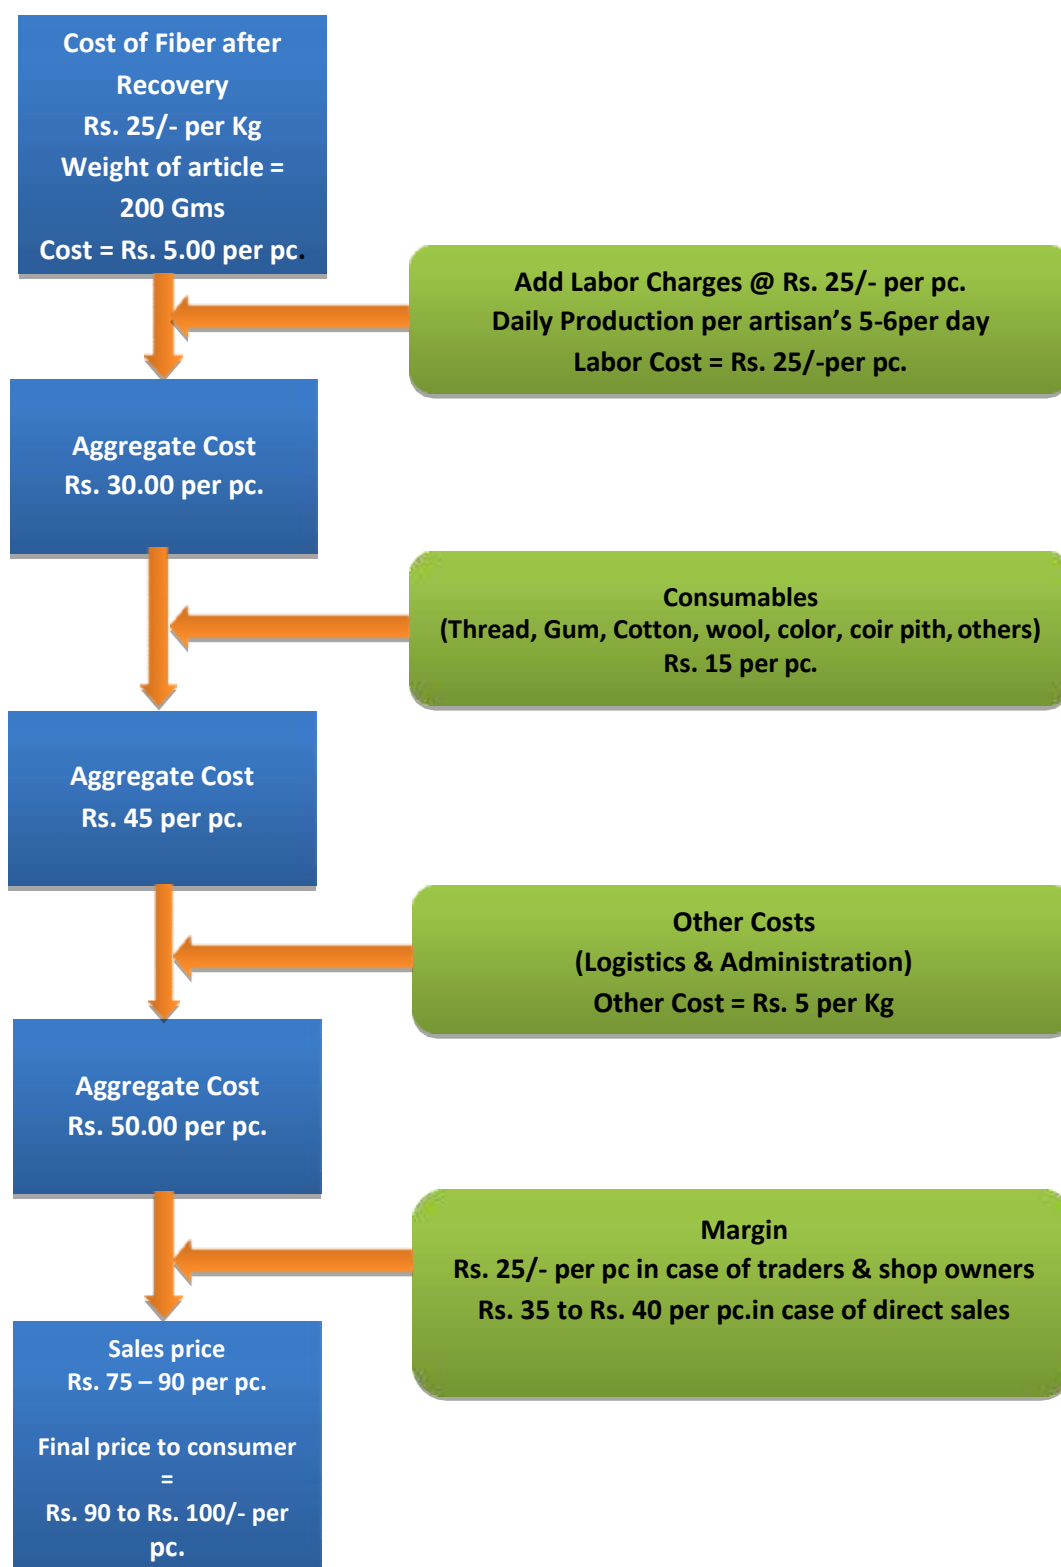 Cost of Fiber after
Recovery
Rs. 25/- per Kg
Weight of article =
200 Gms
Cost = Rs. 5.00 per pc.
Add Labor Charges @ Rs. 25/- per pc.
Daily Production per artisan’s 5-6per day
Labor Cost = Rs. 25/-per pc.
Aggregate Cost
Rs. 30.00 per pc.
Consumables
(Thread, Gum, Cotton, wool, color, coir pith, others)
Rs. 15 per pc.
Aggregate Cost
Rs. 45 per pc.
Other Costs
(Logistics & Administration)
Other Cost = Rs. 5 per Kg
Aggregate Cost
Rs. 50.00 per pc.
Margin
Rs. 25/- per pc in case of traders & shop owners
Rs. 35 to Rs. 40 per pc.in case of direct sales
Sales price
Rs. 75 – 90 per pc.
Final price to consumer
=
Rs. 90 to Rs. 100/- per
pc.